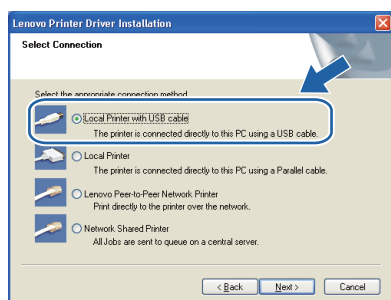 Lenovo Printer Driver Installation
Select Connection
Select the appropriate connection method
Local Printer with USB cable
The printer is connected directly to this PC using a USB cable.
Local Printer
The printer is connected directly to this PC using a Parallel cable.
Lenovo Peer-to-Peer Network Printer
Print directly to the printer over the network.
Network Shared Printer
All Jobs are sent to queue on a central server.
< Back Next > Cancel